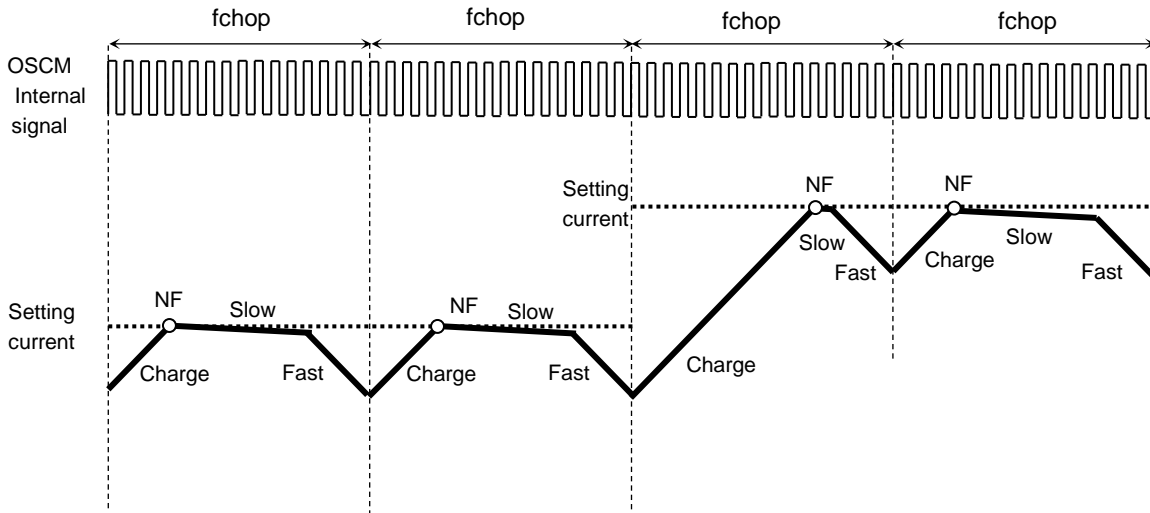 fchop
fchop
fchop
fchop
OSCM
Internal
signal
Setting
current
NF
NF
Slow
Slow
Fast
Charge
Fast
Setting
current
NF
Slow
NF
Slow
Charge
Fast
Charge
Fast
Charge